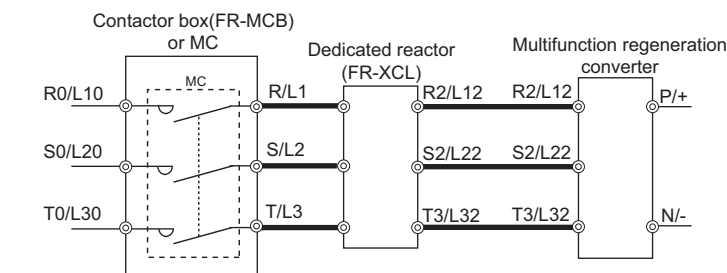 Contactor box(FR-MCB)
or MC
Dedicated reactor
(FR-XCL)
Multifunction regeneration
converter
MC
R0/L10
R/L1
R2/L12
R2/L12
P/+
S0/L20
S/L2
S2/L22
S2/L22
T0/L30
T/L3
T3/L32
T3/L32
N/-